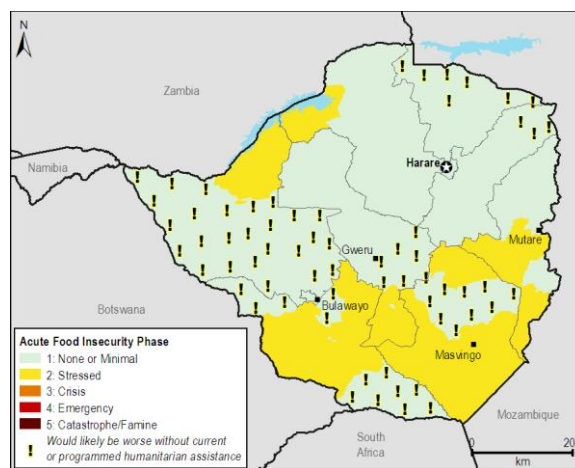 N
Zambia
Harare
Namibia
Mutare
Gweru
Botswana
Bulawayo
Masvingo
Acute Food Insecurity Phase
1: None or Minimal
2: Stressed
3: Crisis
4: Emergency
5: Catastrophe/Famine
! Would likely be worse without current
or programmed humanitarian assistance
Mozambique
South
Africa
20
km